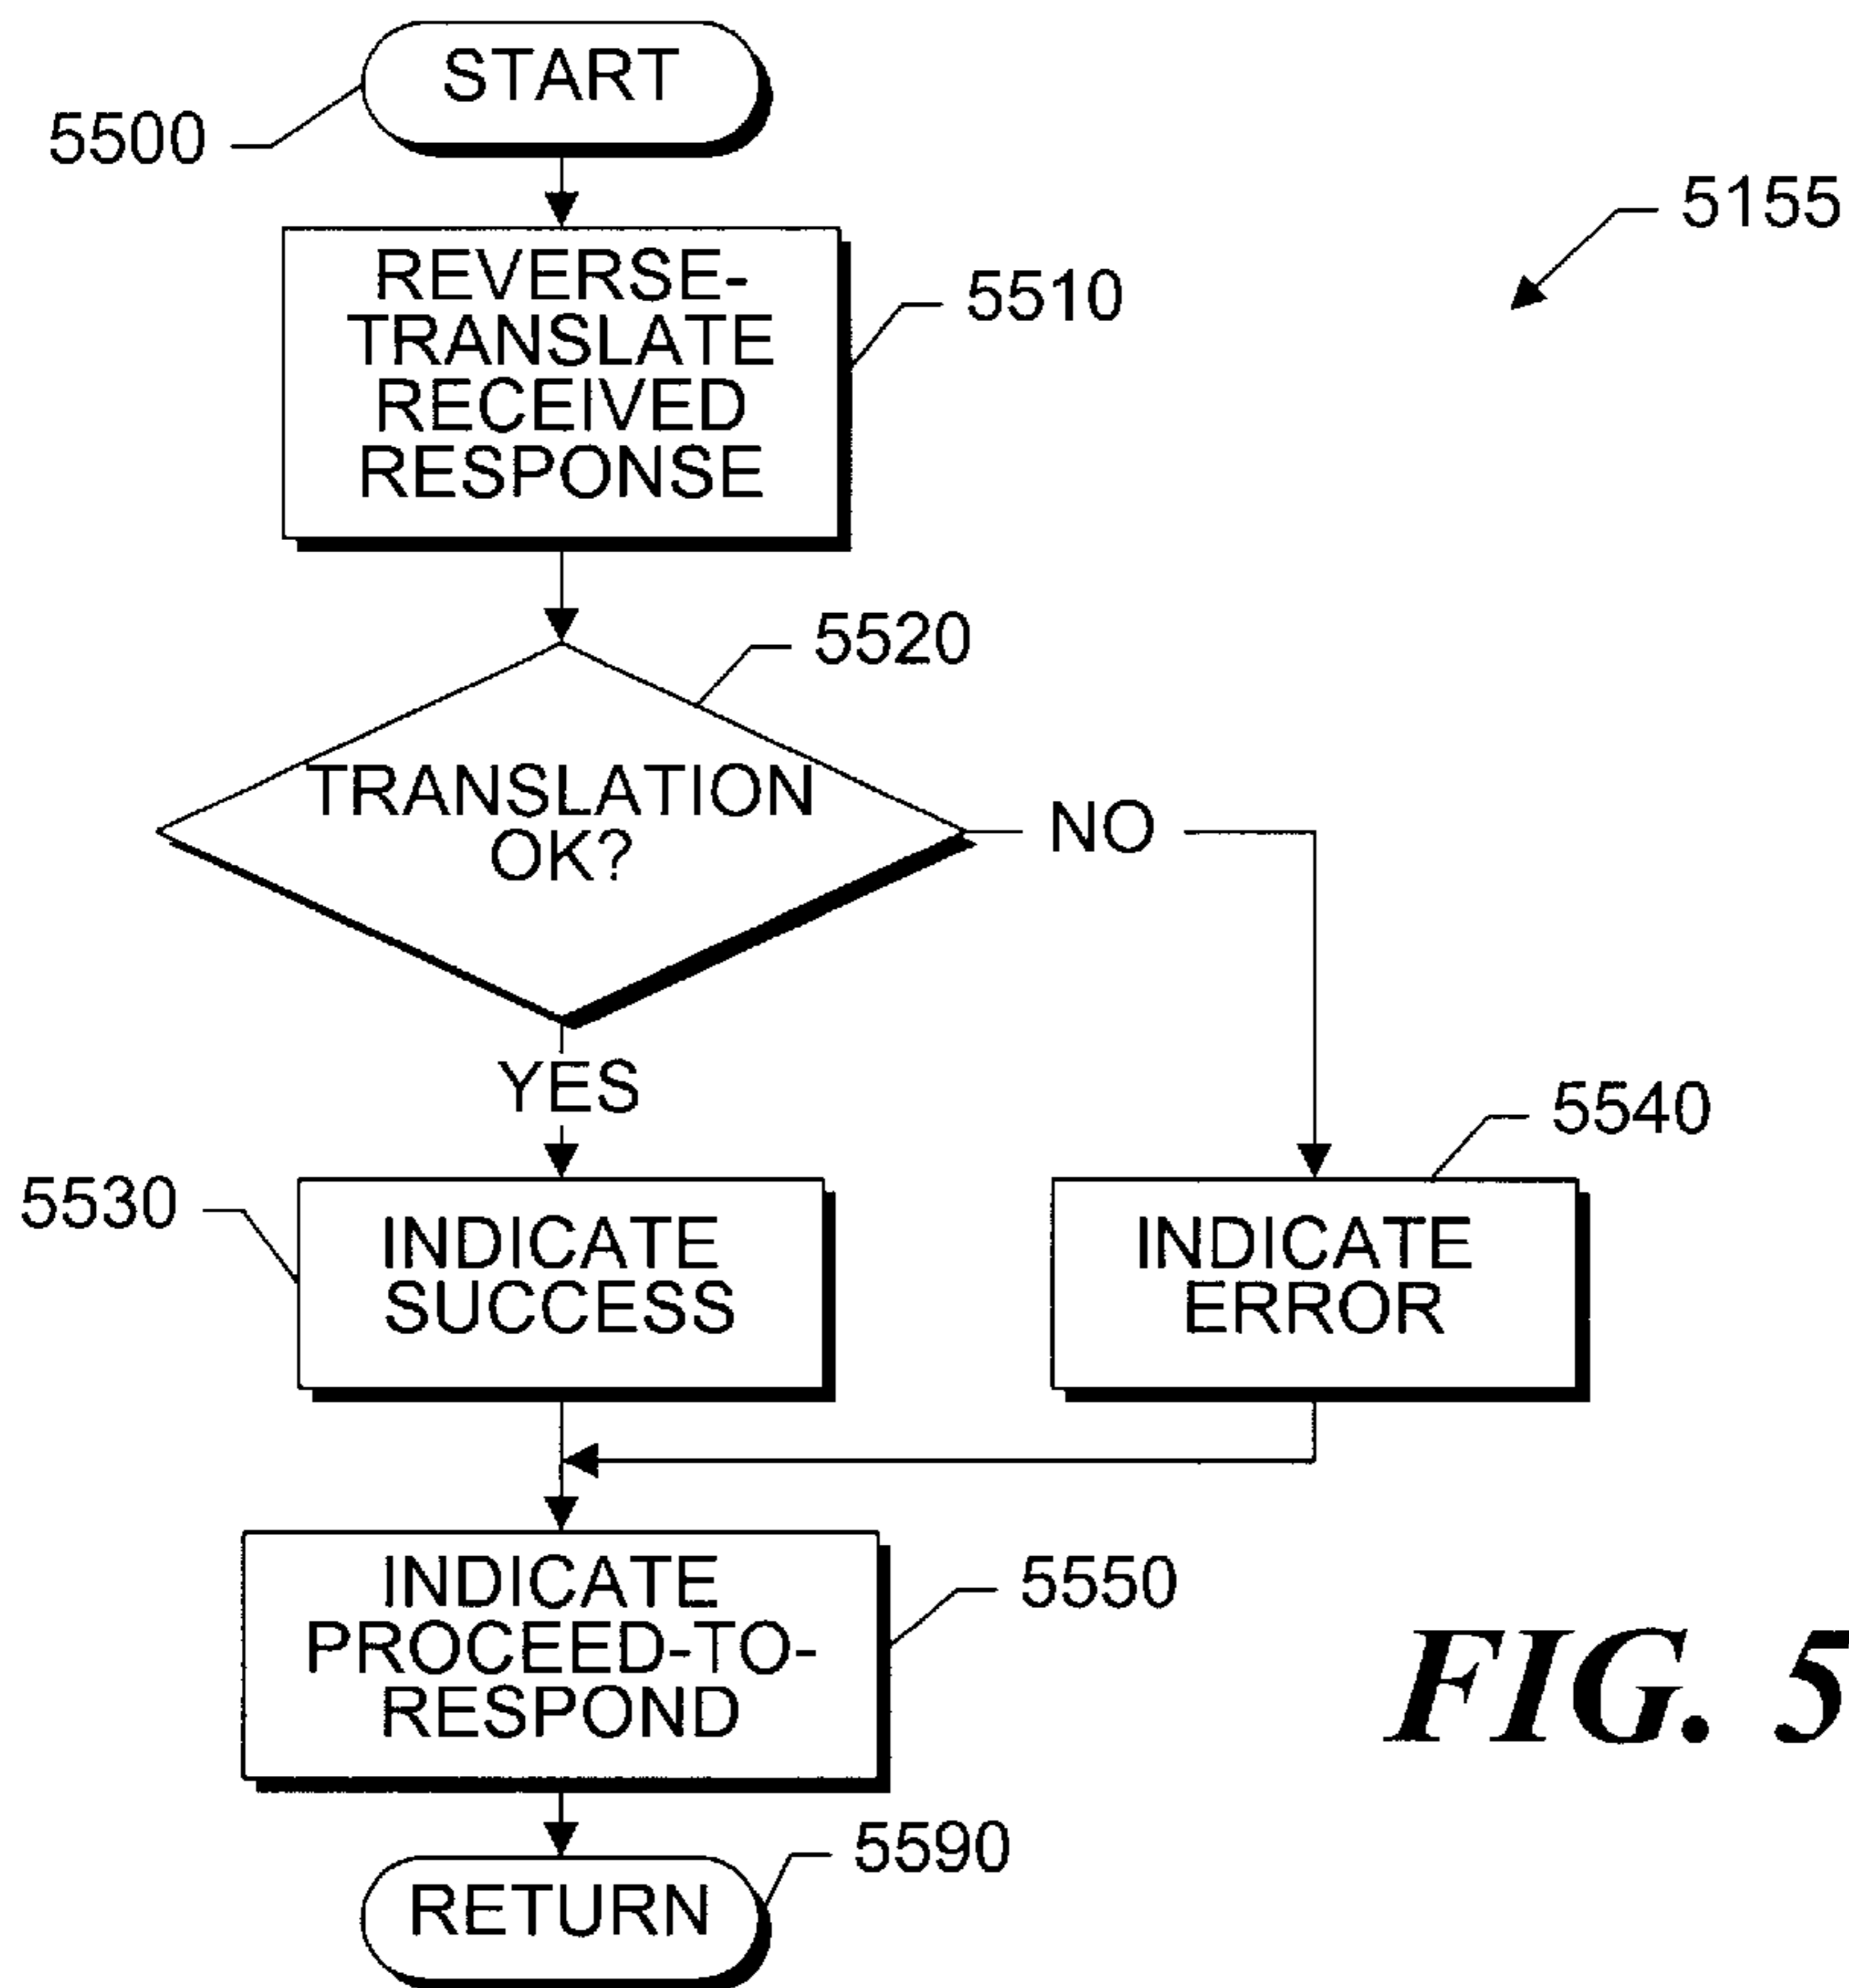 START
5500
5155
REVERSE-
TRANSLATE
RECEIVED
RESPONSE
5510
5520
TRANSLATION
OK?
NO
YES
5540
5530
INDICATE
SUCCESS
INDICATE
ERROR
INDICATE
PROCEED-TO-
RESPOND
5550
FIG. 5
5590
RETURN